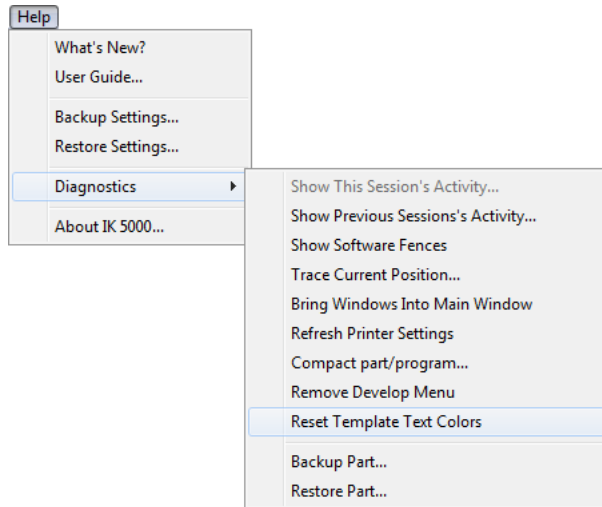 Help
What's New?
User Guide...
Backup Settings...
Restore Settings...
Diagnostics
About IK 5000...
Show This Session's Activity...
Show Previous Sessions's Activity...
Show Software Fences
Trace Current Position...
Bring Windows Into Main Window
Refresh Printer Settings
Compact part/program...
Remove Develop Menu
Reset Template Text Colors
Backup Part...
Restore Part...